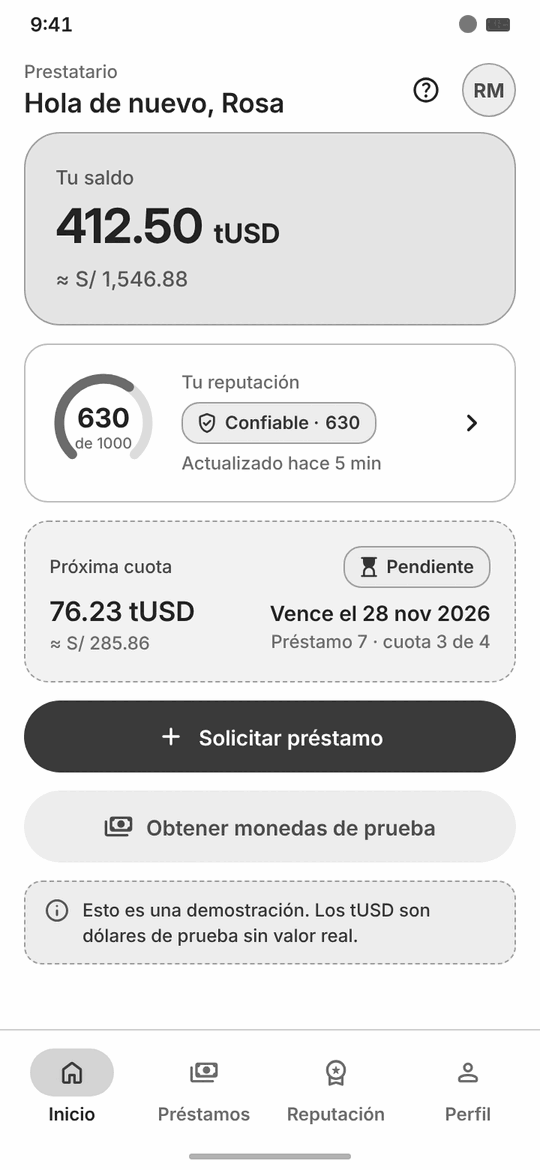 9:41
Prestatario
Hola de nuevo, Rosa
RM
Tu saldo
412.50 tUSD
≈ S/ 1,546.88
630
de 1000
Tu reputación
Confiable · 630
Actualizado hace 5 min
Próxima cuota
Pendiente
76.23 tUSD
Vence el 28 nov 2026
≈ S/ 285.86
Préstamo 7 · cuota 3 de 4
Solicitar préstamo
Obtener monedas de prueba
Esto es una demostración. Los tUSD son
dólares de prueba sin valor real.
Inicio
Préstamos
Reputación
Perfil